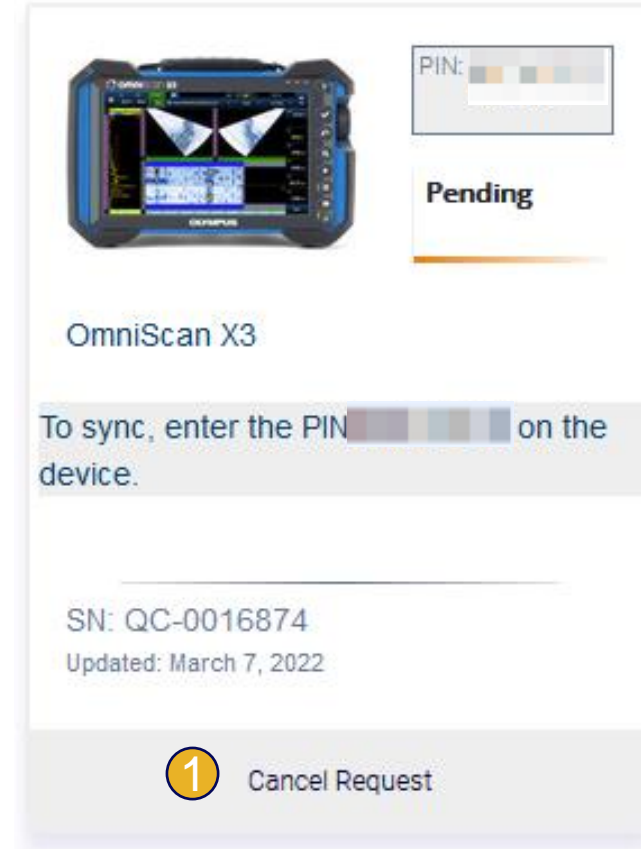 OLYMPUS
PIN:
Pending
OmniScan X3
To sync, enter the PIN on the
device.
SN: QC-0016874
Updated: March 7, 2022
1 Cancel Request